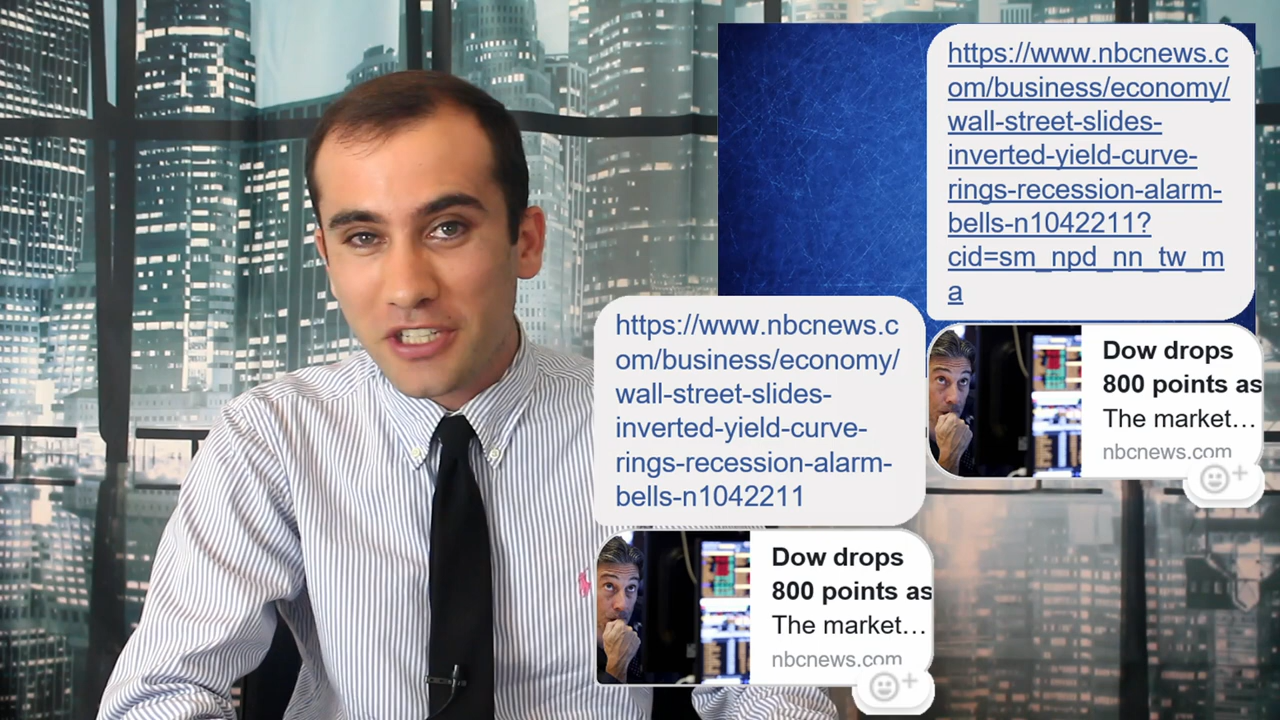 https://www.nbcnews.c
om/business/economy/
wall-street-slides-
inverted-yield-curve-
rings-recession-alarm-
bells-n1042211?
cid=sm_npd_nn_tw_m
a
Dow drops
800 points as
The market…
nbcnews.com
https://www.nbcnews.c
om/business/economy/
wall-street-slides-
inverted-yield-curve-
rings-recession-alarm-
bells-n1042211
Dow drops
800 points as
The market…
nbcnews.com